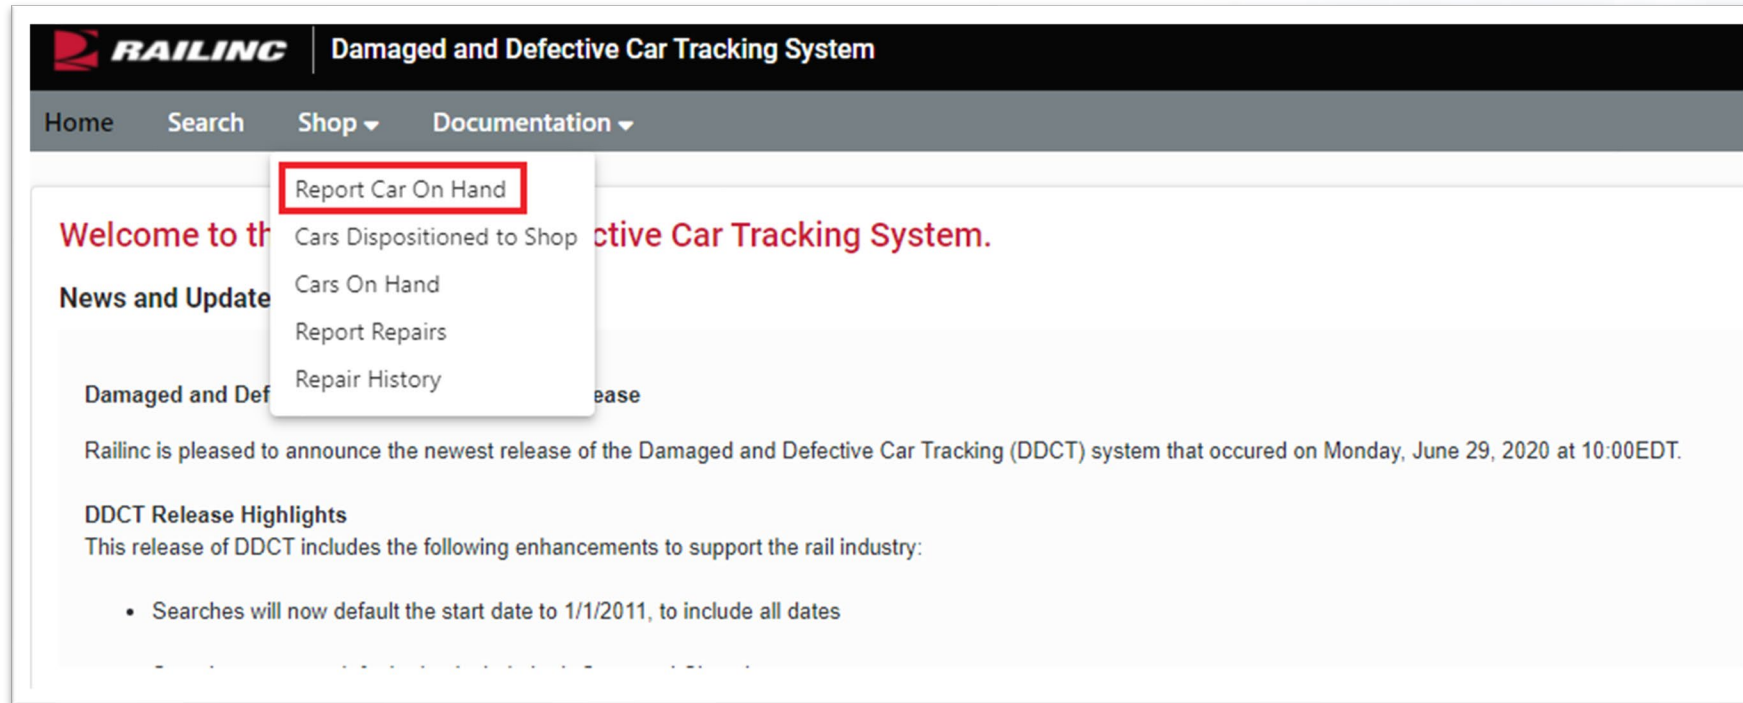 RAILINC Damaged and Defective Car Tracking System
Home Search Shop Documentation
Report Car On Hand
Cars Dispositioned to Shop
Cars On Hand
Report Repairs
Repair History
Welcome to th ctive Car Tracking System.
News and Update
Damaged and Def ease
Railinc is pleased to announce the newest release of the Damaged and Defective Car Tracking (DDCT) system that occured on Monday, June 29, 2020 at 10:00EDT.
DDCT Release Highlights
This release of DDCT includes the following enhancements to support the rail industry:
• Searches will now default the start date to 1/1/2011, to include all dates